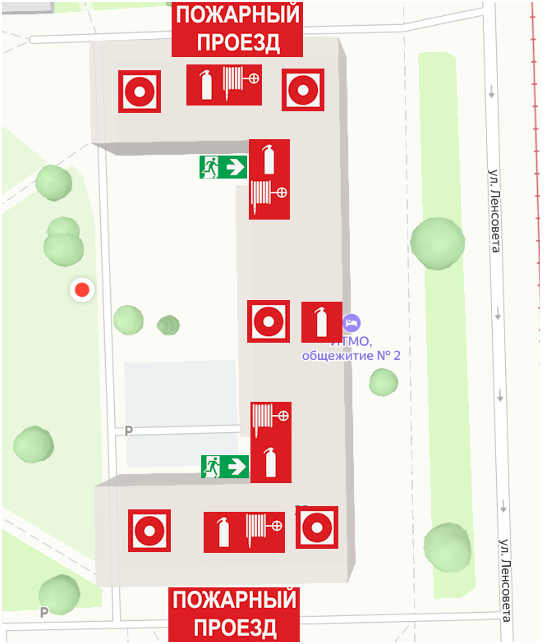 ПОЖАРНЫЙ
ПРОЕЗД
ул. Ленсовета
ИТМО,
общежитие № 2
P
ул. Ленсовета
P
ПОЖАРНЫЙ
ПРОЕЗД